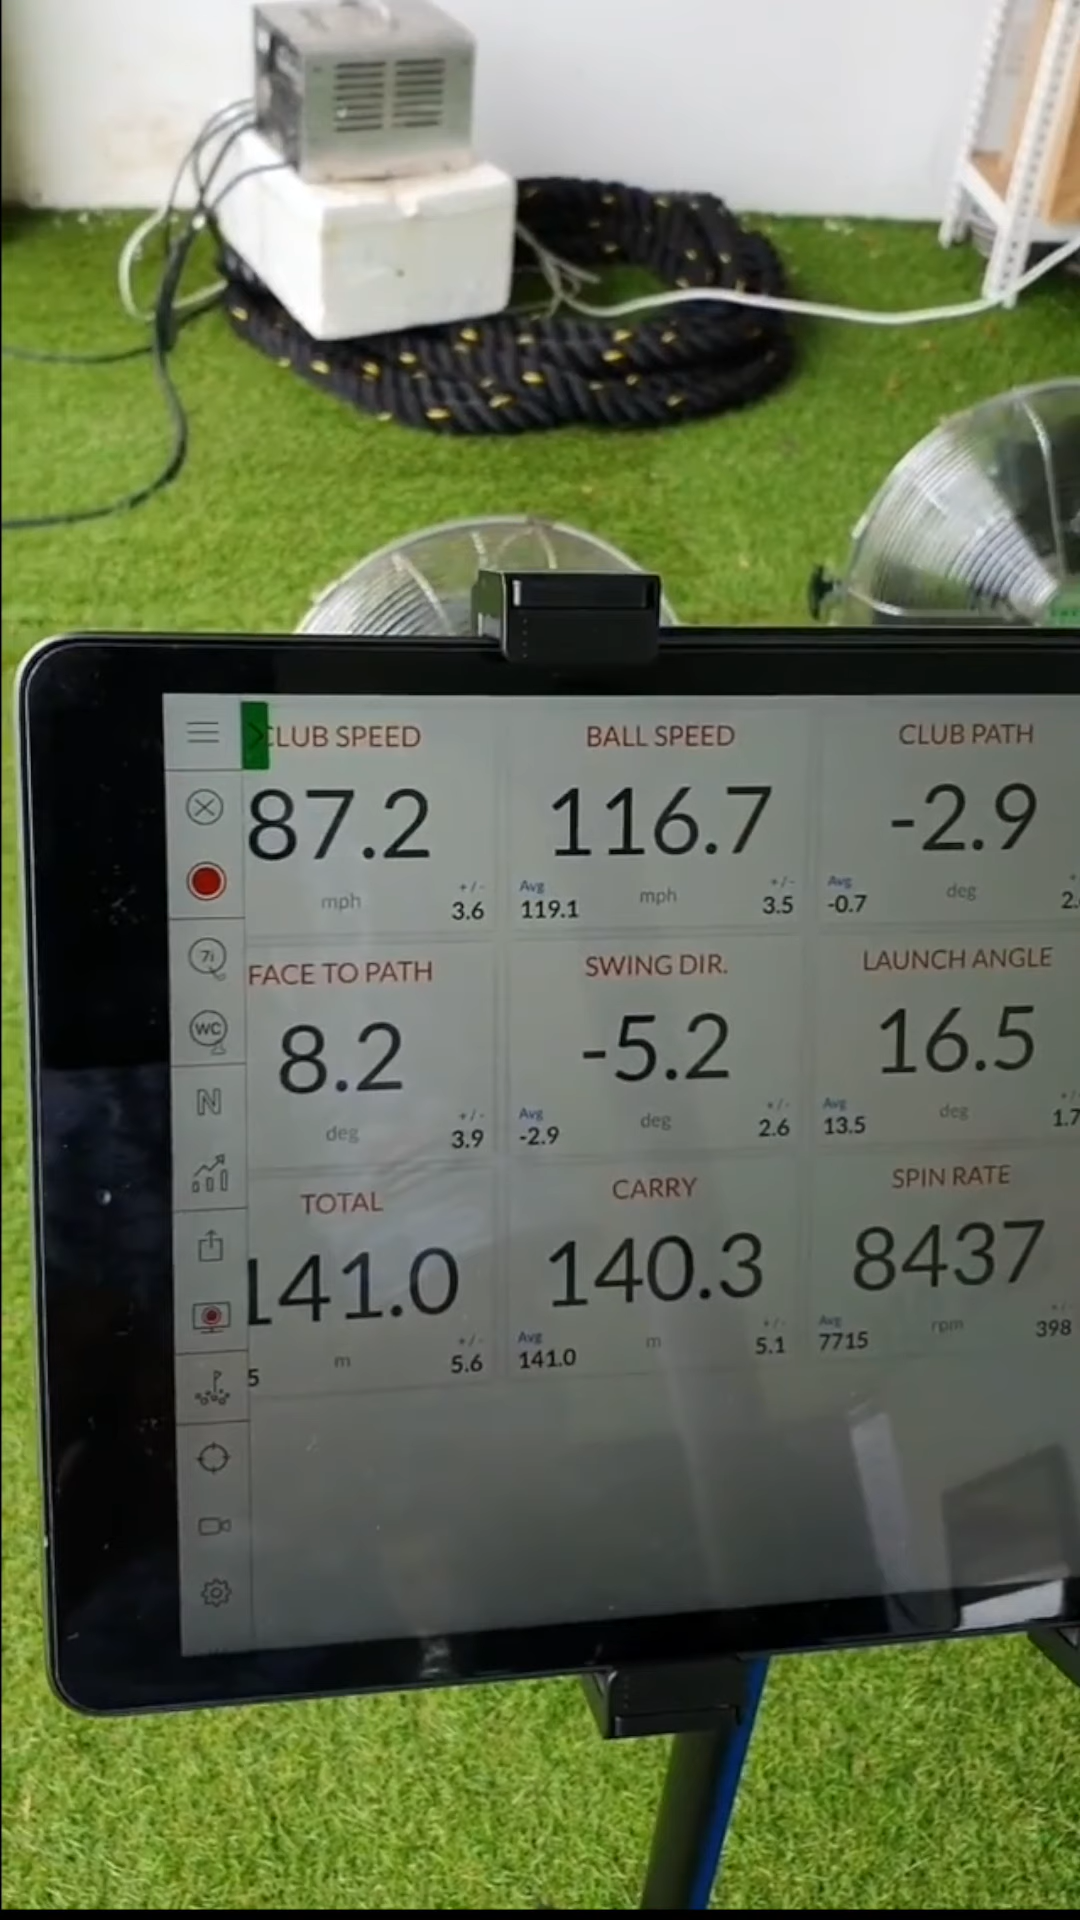 CLUB SPEED
BALL SPEED
CLUB PATH
87.2
116.7
-2.9
mph
+/-
3.6
Avg
119.1
mph
+/-
3.5
Avg
-0.7
deg
7i
WC
N
FACE TO PATH
SWING DIR.
LAUNCH ANGLE
8.2
-5.2
16.5
deg
+/-
3.9
Avg
-2.9
deg
+/-
2.6
Avg
13.5
deg
+/-
1.7
TOTAL
CARRY
SPIN RATE
141.0
140.3
8437
5
m
+/-
5.6
Avg
141.0
m
+/-
5.1
Avg
7715
rpm
+/-
398